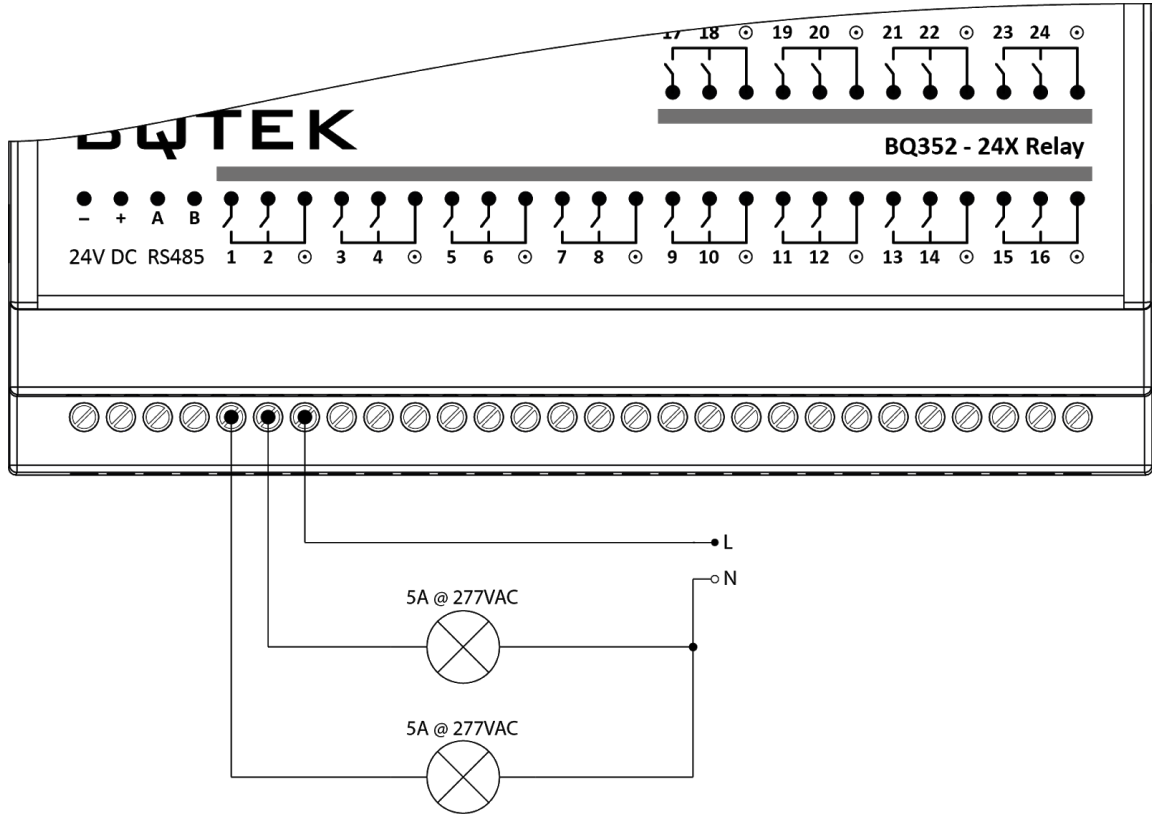 17 18 ⊙ 19 20 ⊙ 21 22 ⊙ 23 24 ⊙
BQTEK
BQ352 - 24X Relay
– + A B
24V DC RS485 1 2 ⊙ 3 4 ⊙ 5 6 ⊙ 7 8 ⊙ 9 10 ⊙ 11 12 ⊙ 13 14 ⊙ 15 16 ⊙
L
N
5A @ 277VAC
5A @ 277VAC